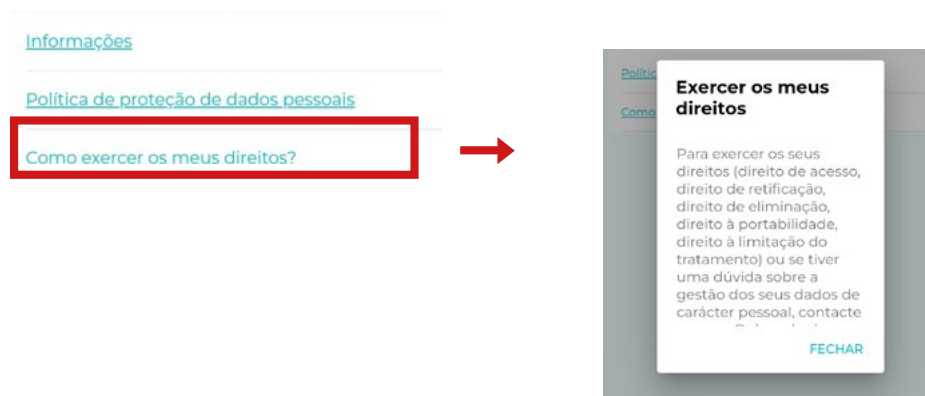 Informações
Política de proteção de dados pessoais
Como exercer os meus direitos?
Polític
Como
Exercer os meus
direitos
Para exercer os seus
direitos (direito de acesso,
direito de retificação,
direito de eliminação,
direito à portabilidade,
direito à limitação do
tratamento) ou se tiver
uma dúvida sobre a
gestão dos seus dados de
carácter pessoal, contacte
FECHAR